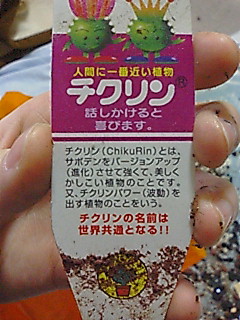 人間に一番近い植物
チクリン®
話しかけると
喜びます。
チクリン(ChikuRin)とは、
サボテンをバージョンアップ
(進化)させて強くて、美しく
かしこい植物のことです。
又、チクリンパワー(波動)を
出す植物のことをいう。
チクリンの名前は
世界共通となる!!